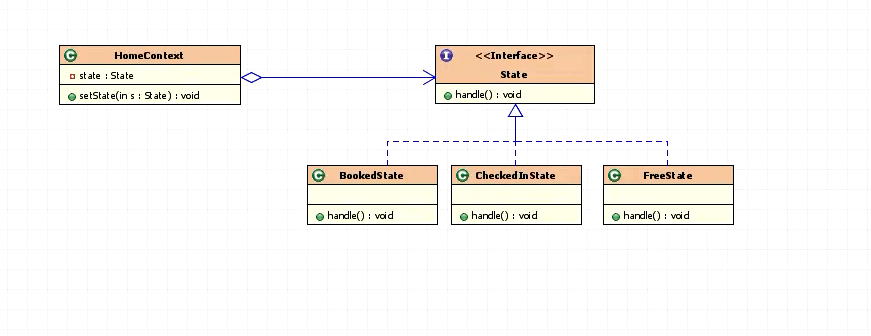 C HomeContext
state : State
setState(in s : State) : void
I <<Interface>>
State
handle() : void
C BookedState
handle() : void
C CheckedInState
handle() : void
C FreeState
handle() : void